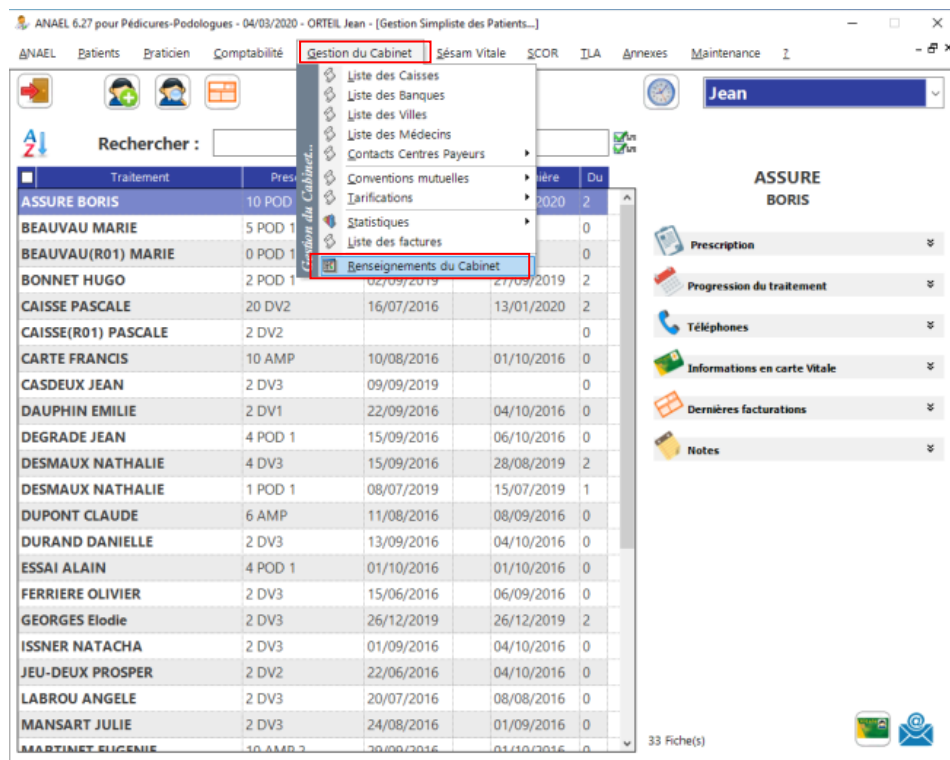 ANAEL 6.27 pour Pédicures-Podologues - 04/03/2020 - ORTEIL Jean - [Gestion Simpliste des Patients...]
ANAEL Patients Praticien Comptabilité Gestion du Cabinet Sésam Vitale SCOR TLA Annexes Maintenance ?
Jean
Gestion du Cabinet...
Liste des Caisses
Liste des Banques
Liste des Villes
Liste des Médecins
Contacts Centres Payeurs
Conventions mutuelles
Tarifications
Statistiques
Liste des factures
Renseignements du Cabinet
Rechercher :
Traitement Du
ASSURE BORIS 10 POD 2020 2
BEAUVAU MARIE 5 POD 1 0
BEAUVAU(R01) MARIE 0 POD 1 0
BONNET HUGO 2 POD 1 02/09/2019 27/09/2019 2
CAISSE PASCALE 20 DV2 16/07/2016 13/01/2020 2
CAISSE(R01) PASCALE 2 DV2 0
CARTE FRANCIS 10 AMP 10/08/2016 01/10/2016 0
CASDEUX JEAN 2 DV3 09/09/2019 0
DAUPHIN EMILIE 2 DV1 22/09/2016 04/10/2016 0
DEGRADE JEAN 4 POD 1 15/09/2016 06/10/2016 0
DESMAUX NATHALIE 4 DV3 15/09/2016 28/08/2019 2
DESMAUX NATHALIE 1 POD 1 08/07/2019 15/07/2019 1
DUPONT CLAUDE 6 AMP 11/08/2016 08/09/2016 0
DURAND DANIELLE 2 DV3 13/09/2016 04/10/2016 0
ESSAI ALAIN 4 POD 1 01/10/2016 01/10/2016 0
FERRIERE OLIVIER 2 DV3 15/06/2016 06/09/2016 0
GEORGES Elodie 2 DV3 26/12/2019 26/12/2019 2
ISSNER NATACHA 2 DV3 01/09/2016 04/10/2016 0
JEU-DEUX PROSPER 2 DV2 22/06/2016 04/10/2016 0
LABROU ANGELE 2 DV3 20/07/2016 08/08/2016 0
MANSART JULIE 2 DV3 24/08/2016 01/09/2016 0
MARTINET EUGENIE 10 AMP 2 29/09/2016 01/10/2016 0
ASSURE
BORIS
Prescription
Progression du traitement
Téléphones
Informations en carte Vitale
Dernières facturations
Notes
33 Fiche(s)